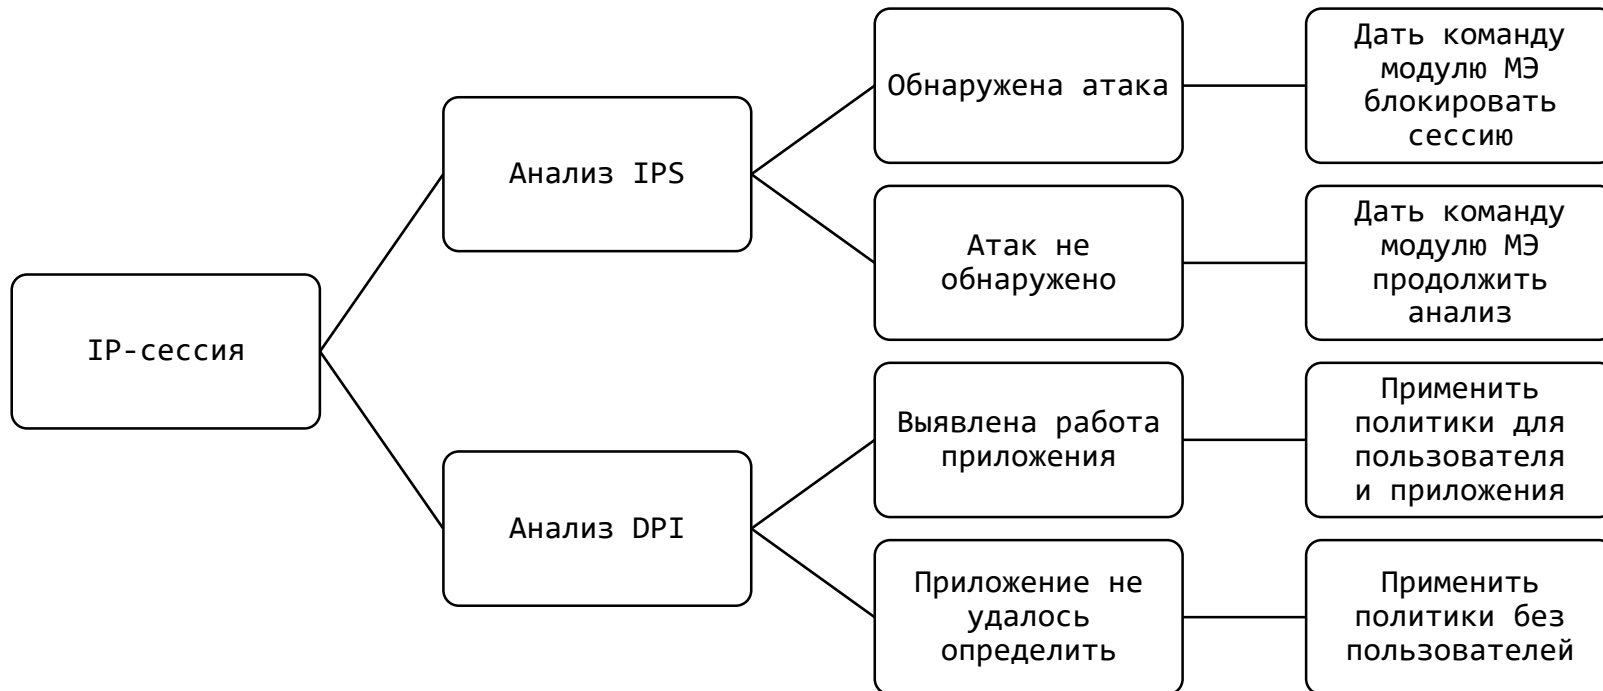 IP-сессия
Анализ IPS
Обнаружена атака
Дать команду
модулю МЭ
блокировать
сессию
Атак не
обнаружено
Дать команду
модулю МЭ
продолжить
анализ
Анализ DPI
Выявлена работа
приложения
Применить
политики для
пользователя
и приложения
Приложение не
удалось
определить
Применить
политики без
пользователей